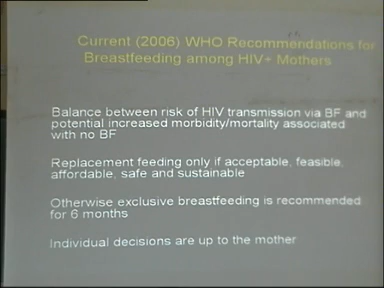 Current (2006) WHO Recommendations for
Breastfeeding among HIV+ Mothers
Balance between risk of HIV transmission via BF and
potential increased morbidity/mortality associated
with no BF
Replacement feeding only if acceptable, feasible,
affordable, safe and sustainable
Otherwise exclusive breastfeeding is recommended
for 6 months
Individual decisions are up to the mother